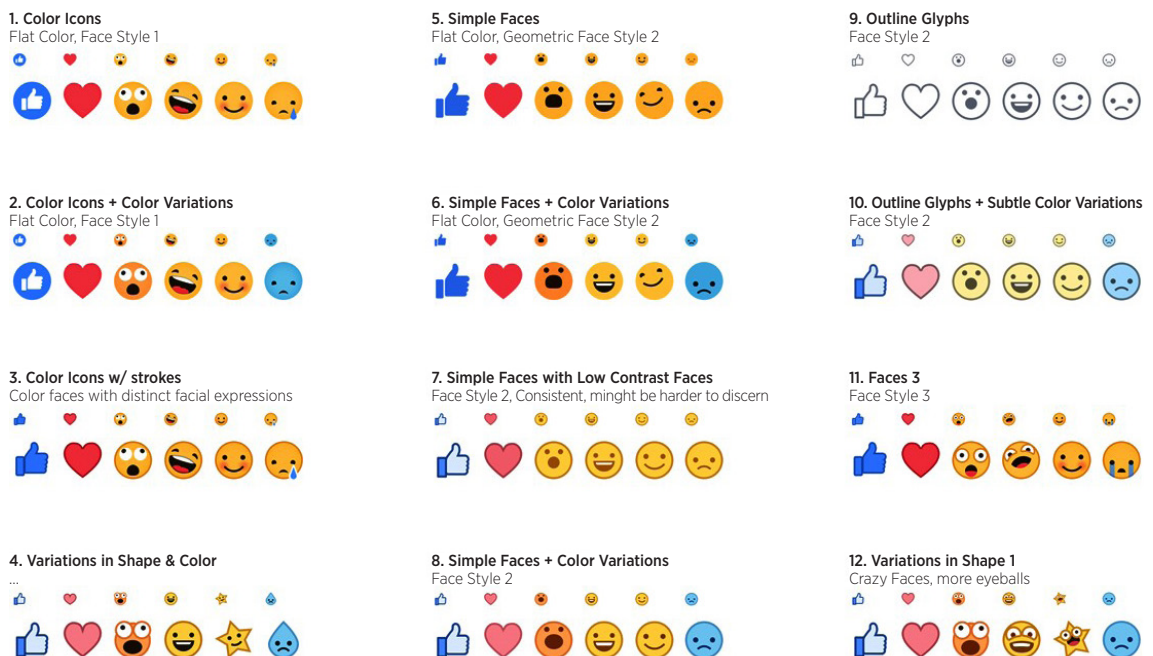 1. Color Icons
Flat Color, Face Style 1
2. Color Icons + Color Variations
Flat Color, Face Style 1
3. Color Icons w/ strokes
Color faces with distinct facial expressions
4. Variations in Shape & Color
...
5. Simple Faces
Flat Color, Geometric Face Style 2
6. Simple Faces + Color Variations
Flat Color, Geometric Face Style 2
7. Simple Faces with Low Contrast Faces
Face Style 2, Consistent, minght be harder to discern
8. Simple Faces + Color Variations
Face Style 2
9. Outline Glyphs
Face Style 2
10. Outline Glyphs + Subtle Color Variations
Face Style 2
11. Faces 3
Face Style 3
12. Variations in Shape 1
Crazy Faces, more eyeballs